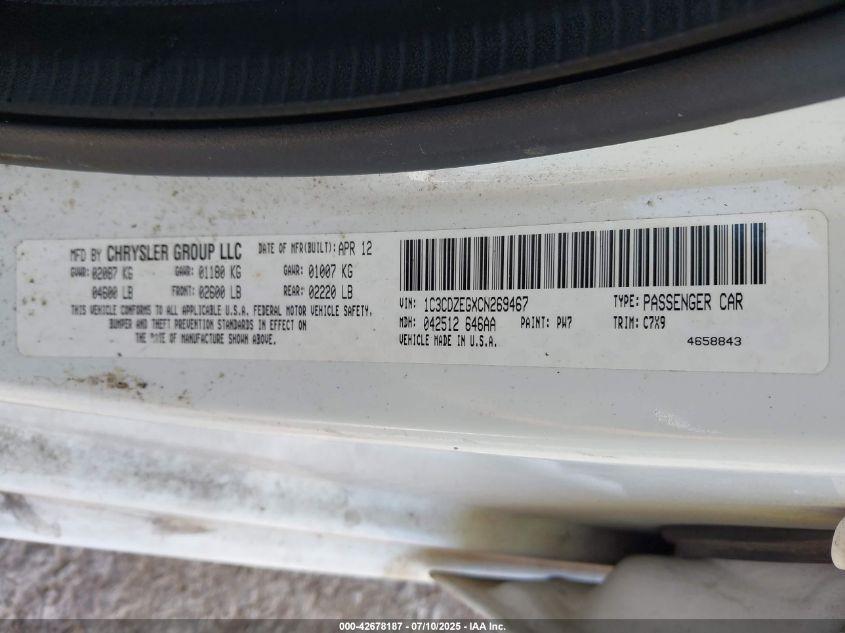 MFD BY CHRYSLER GROUP LLC DATE OF MFR(BUILT): APR 12
GVWR: 02087 KG GAWR: 01180 KG GAWR: 01007 KG
04600 LB FRONT: 02600 LB REAR: 02220 LB
THIS VEHICLE CONFORMS TO ALL APPLICABLE U.S.A. FEDERAL MOTOR VEHICLE SAFETY,
BUMPER AND THEFT PREVENTION STANDARDS IN EFFECT ON
THE DATE OF MANUFACTURE SHOWN ABOVE.
VIN: 1C3CDZEGXCN269467 TYPE: PASSENGER CAR
MDH: 042512 646AA PAINT: PW7 TRIM: C7X9
VEHICLE MADE IN U.S.A. 4658843
000-42678187 - 07/10/2025 - IAA Inc.